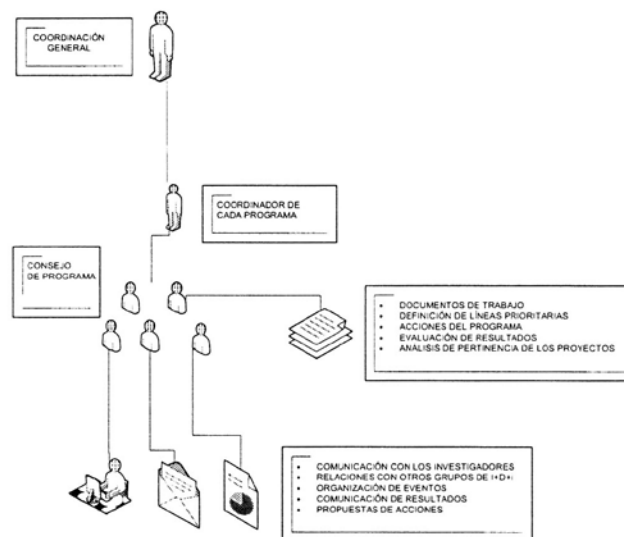 COORDINACIÓN
GENERAL
COORDINADOR DE
CADA PROGRAMA
CONSEJO
DE PROGRAMA
• DOCUMENTOS DE TRABAJO
• DEFINICIÓN DE LÍNEAS PRIORITARIAS
• ACCIONES DEL PROGRAMA
• EVALUACIÓN DE RESULTADOS
• ANALISIS DE PERTINENCIA DE LOS PROYECTOS
• COMUNICACIÓN CON LOS INVESTIGADORES
• RELACIONES CON OTROS GRUPOS DE I+D+i
• ORGANIZACIÓN DE EVENTOS
• COMUNICACIÓN DE RESULTADOS
• PROPUESTAS DE ACCIONES